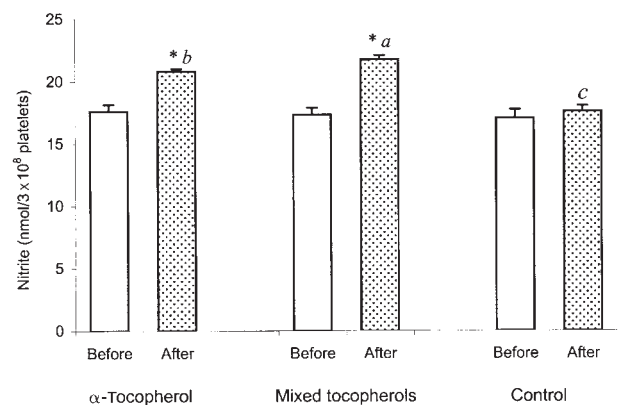 Nitrite (nmol/3 x 10⁸ platelets)
25
20
15
10
5
0
* b
* a
c
Before After Before After Before After
α-Tocopherol Mixed tocopherols Control